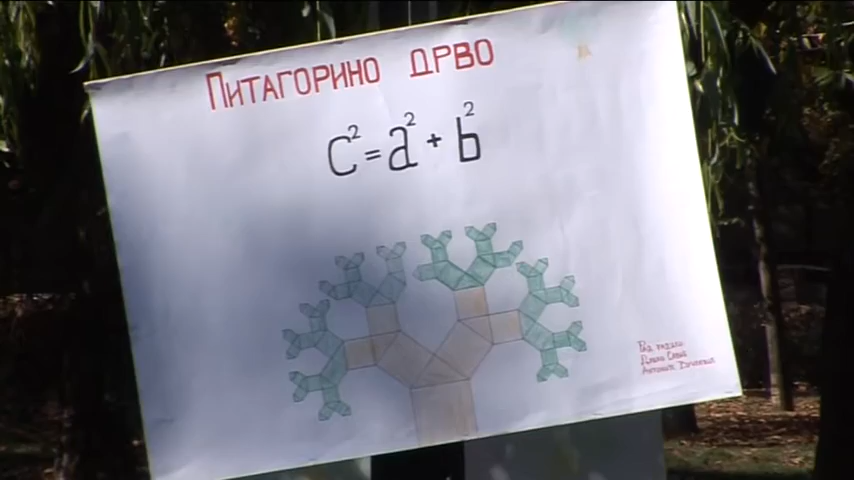 ПИТАГОРИНО ДРВО
c² = a² + b²